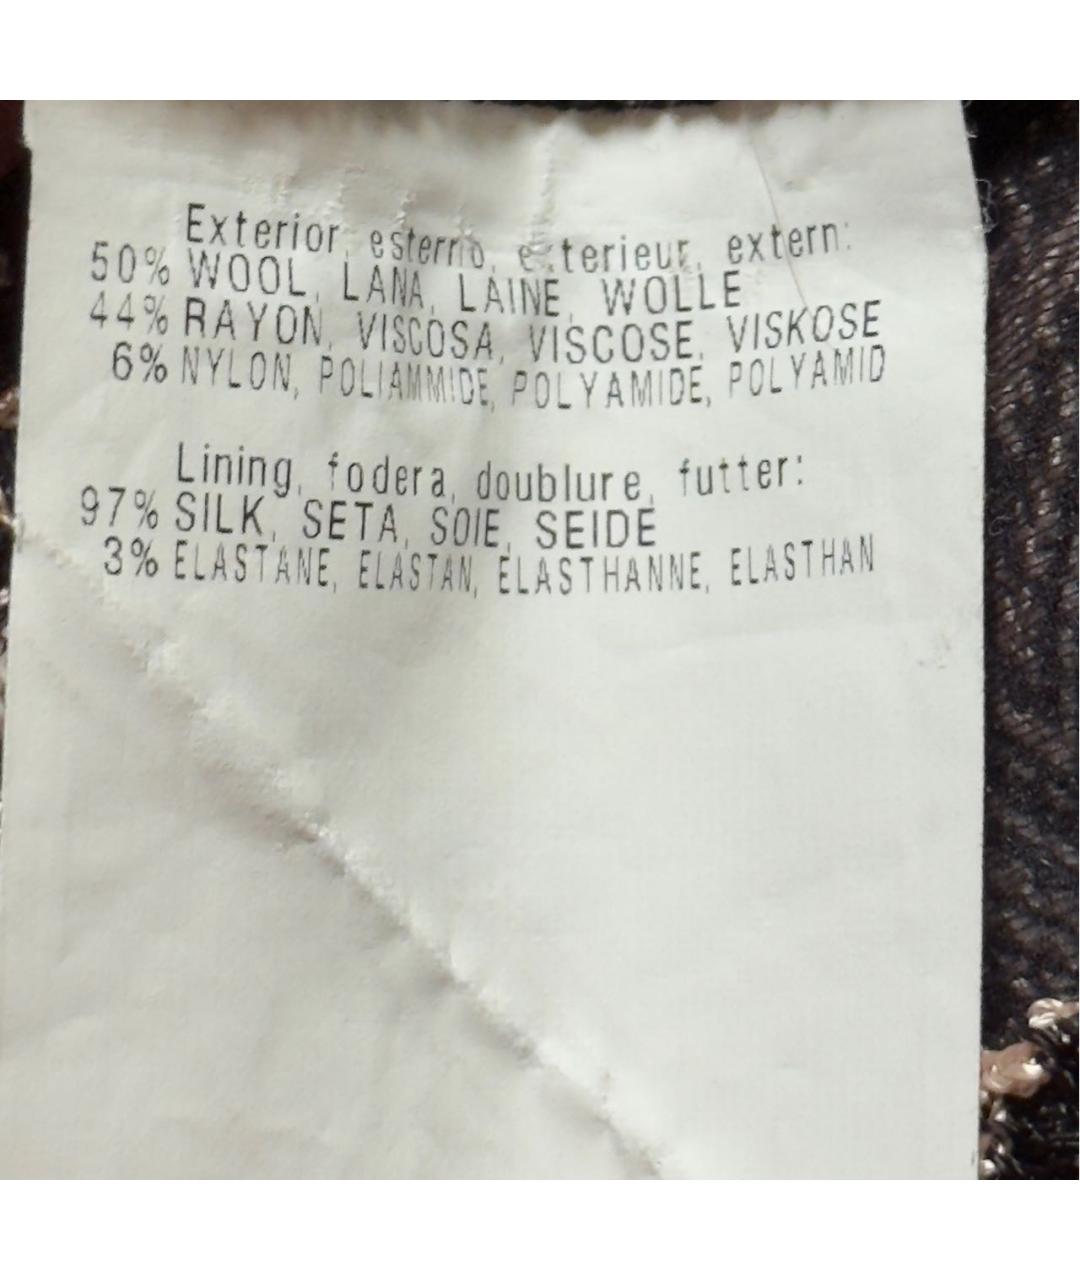 Exterior, esterno, exterieur, extern:
50% WOOL, LANA, LAINE, WOLLE
44% RAYON, VISCOSA, VISCOSE, VISKOSE
6% NYLON, POLIAMMIDE, POLYAMIDE, POLYAMID
Lining, fodera, doublure, futter:
97% SILK, SETA, SOIE, SEIDE
3% ELASTANE, ELASTAN, ELASTHANNE, ELASTHAN